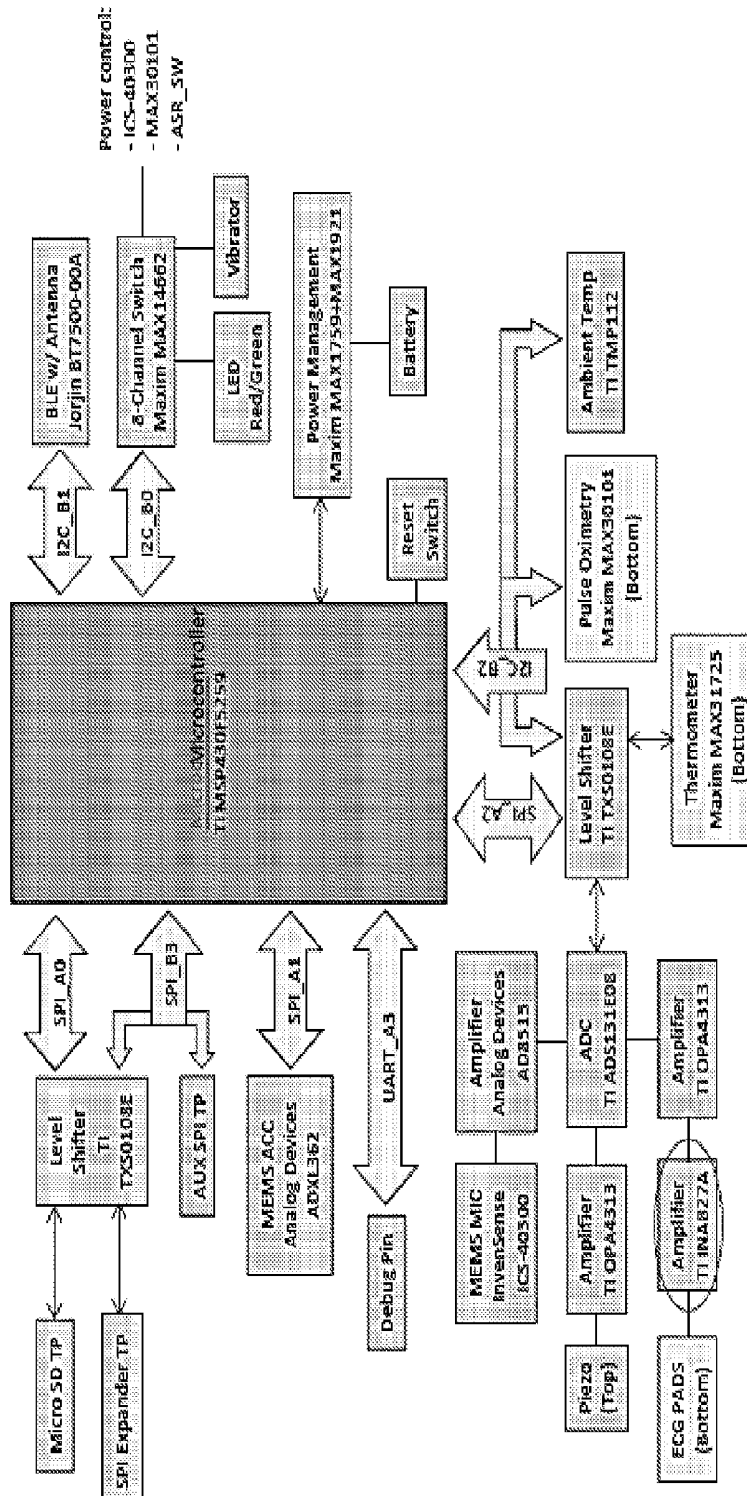 Micro SD TP
SPI Expander TP
Level
Shifter
TI
TXS0108E
SPI_A0
SPI_B3
AUX SPI TP
MEMS ACC
Analog Devices
ADXL362
SPI_A1
Debug Pin
UART_A3
Microcontroller
TI MSP430F5259
I2C_B1
BLE w/ Antenna
Jorjin BT7500-00A
I2C_B0
8-Channel Switch
Maxim MAX14662
Power control:
- ICS-40300
- MAX30101
- ASR_SW
LED
Red/Green
Vibrator
Power Management
Maxim MAX1759+MAX1921
Battery
Reset
Switch
MEMS MIC
InvenSense
ICS-40300
Amplifier
Analog Devices
AD8515
Piezo
(Top)
Amplifier
TI OPA4313
ADC
TI ADS131E08
ECG PADS
(Bottom)
Amplifier
TI INA827A
Amplifier
TI OPA4313
SPI_A2
I2C_B2
Level Shifter
TI TXS0108E
Pulse Oximetry
Maxim MAX30101
(Bottom)
Ambient Temp
TI TMP112
Thermometer
Maxim MAX31725
(Bottom)